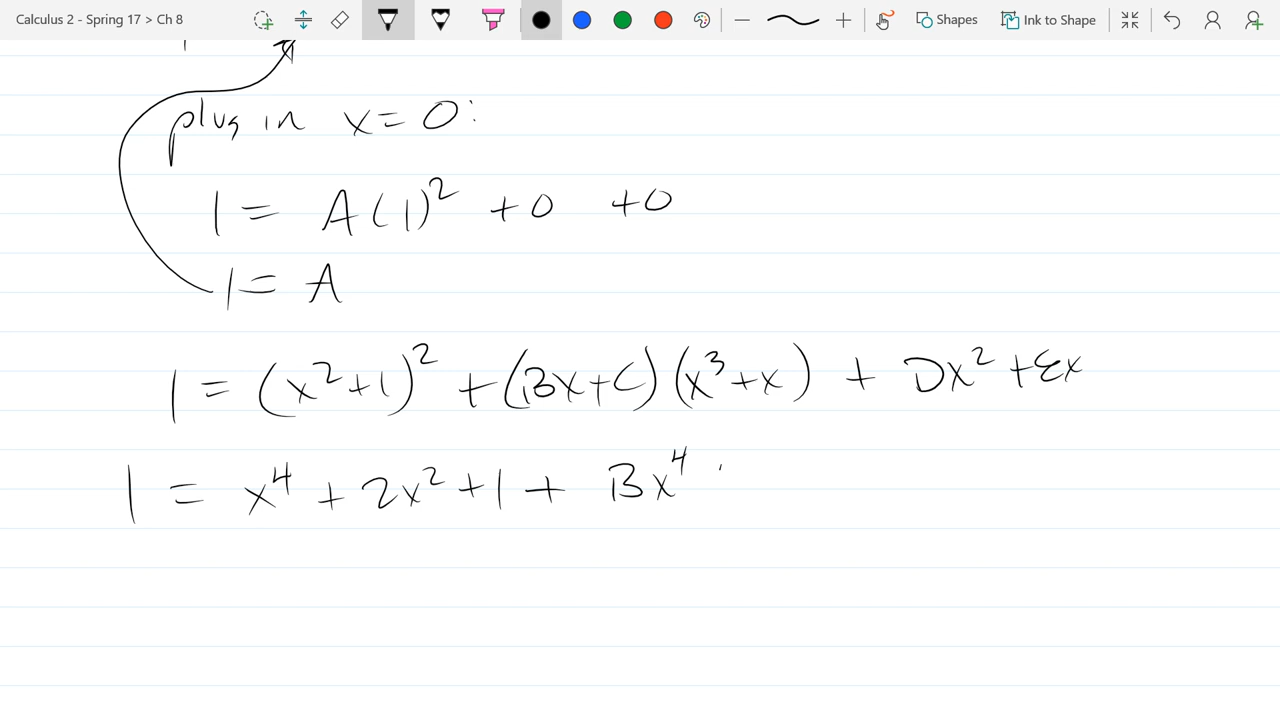 Calculus 2 - Spring 17 > Ch 8
Shapes
Ink to Shape
plug in x = 0:
1 = A(1)² + 0 + 0
1 = A
1 = (x² + 1)² + (Bx + C)(x³ + x) + Dx² + Ex
1 = x⁴ + 2x² + 1 + Bx⁴